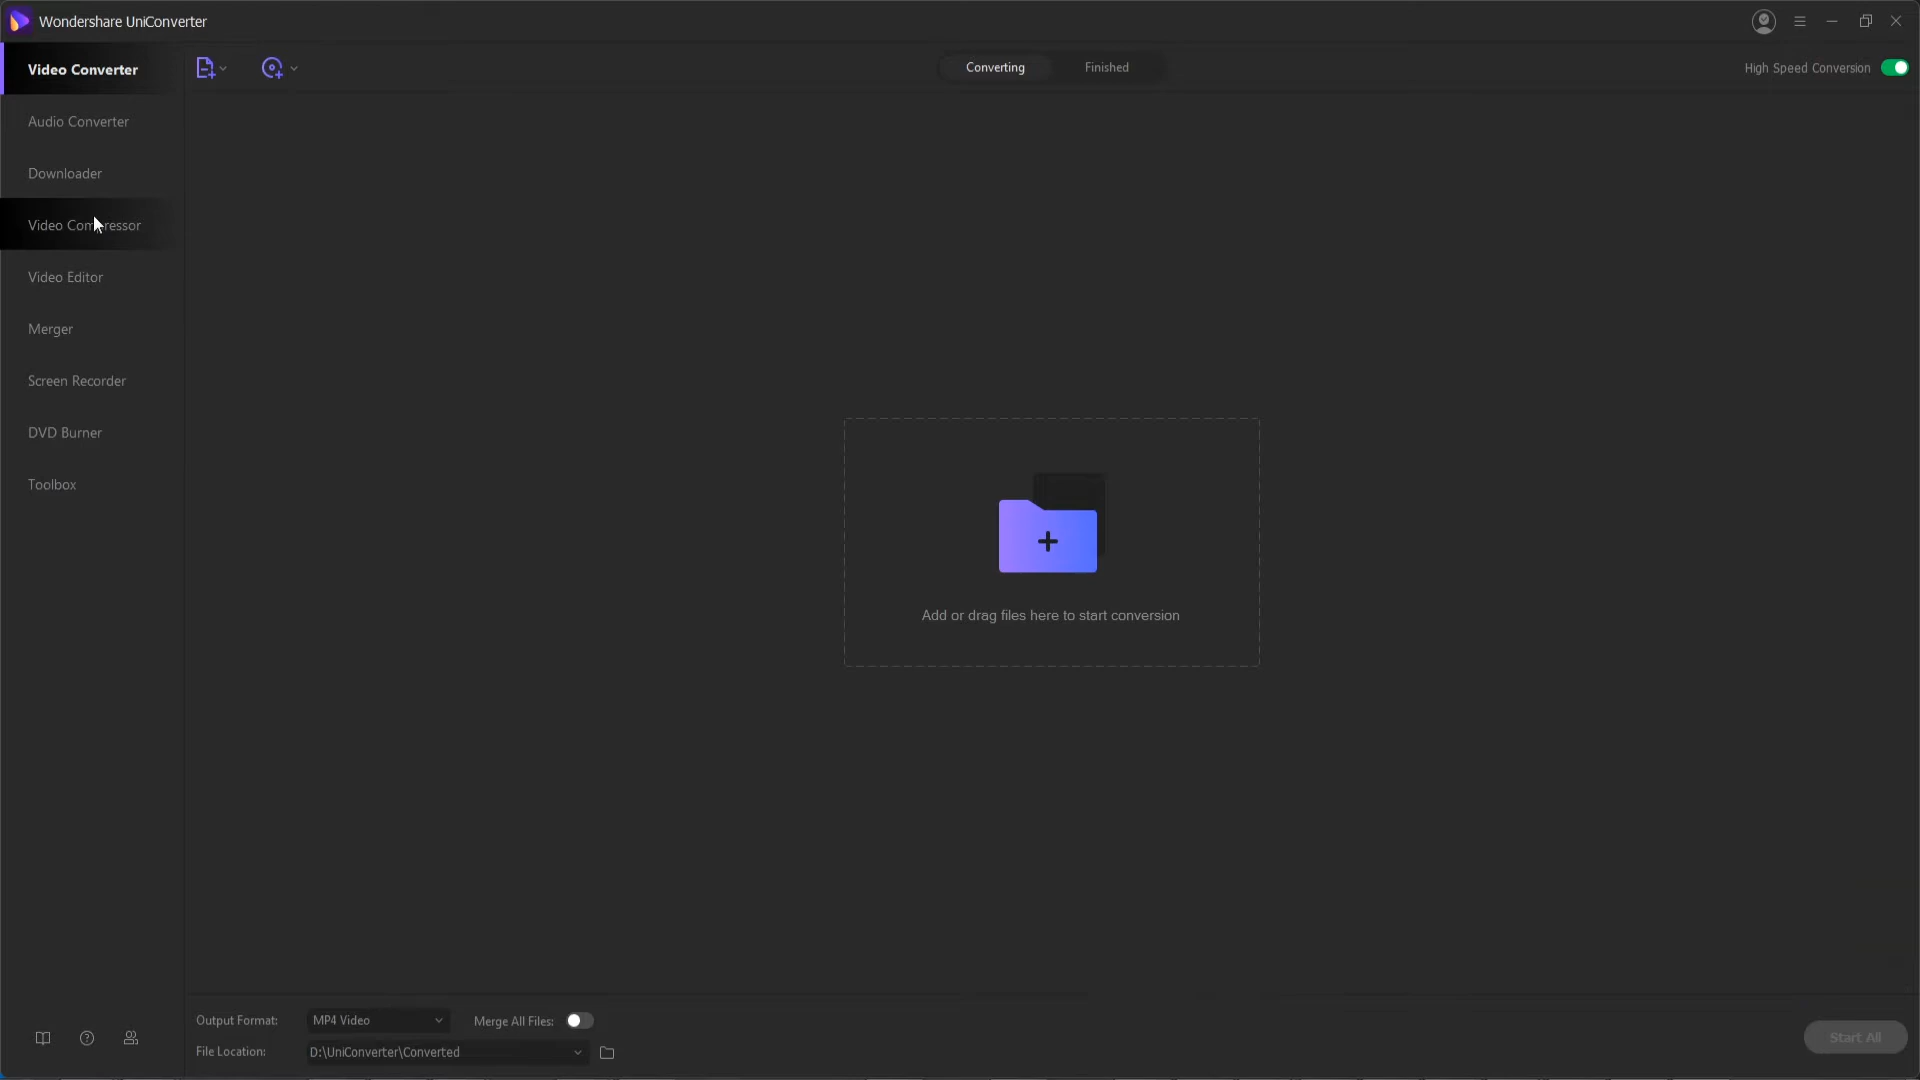 Wondershare UniConverter
Video Converter
Audio Converter
Downloader
Video Compressor
Video Editor
Merger
Screen Recorder
DVD Burner
Toolbox
Converting
Finished
High Speed Conversion
Add or drag files here to start conversion
Output Format:
MP4 Video
Merge All Files:
File Location:
D:\UniConverter\Converted
Start All